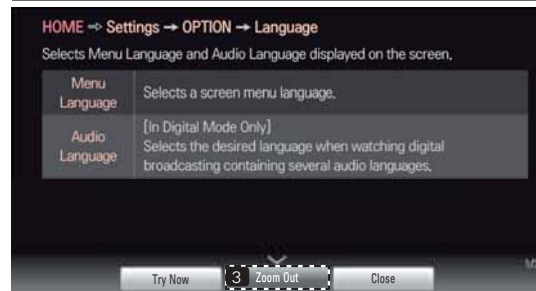 HOME ⇨ Settings → OPTION → Language
Selects Menu Language and Audio Language displayed on the screen.
Menu
Language
Selects a screen menu language.
Audio
Language
[In Digital Mode Only]
Selects the desired language when watching digital
broadcasting containing several audio languages.
Try Now
3 Zoom Out
Close